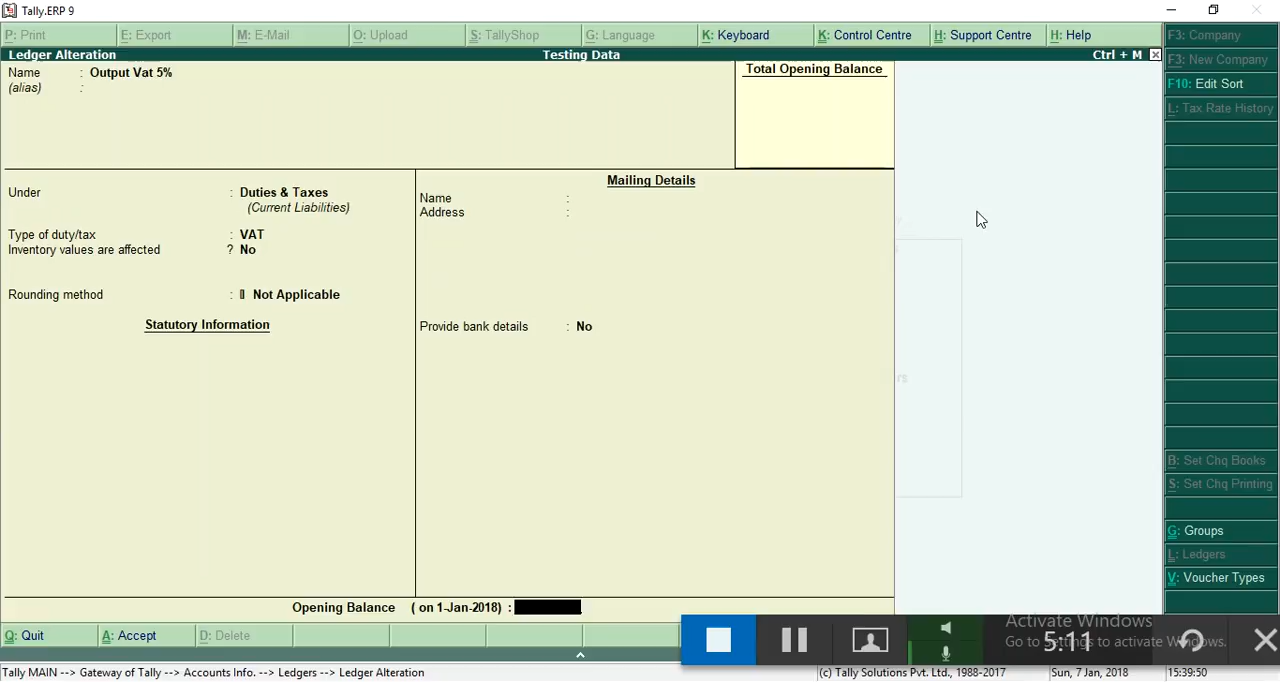 Tally.ERP 9
P: Print
E: Export
M: E-Mail
O: Upload
S: TallyShop
G: Language
K: Keyboard
K: Control Centre
H: Support Centre
H: Help
F3: Company
Ledger Alteration
Testing Data
Ctrl + M
F3: New Company
Name : Output Vat 5%
(alias) :
Total Opening Balance
F10: Edit Sort
L: Tax Rate History
Under : Duties & Taxes
(Current Liabilities)
Type of duty/tax : VAT
Inventory values are affected ? No
Rounding method : Not Applicable
Statutory Information
Mailing Details
Name :
Address :
Provide bank details : No
B: Set Chq Books
S: Set Chq Printing
G: Groups
L: Ledgers
V: Voucher Types
Opening Balance ( on 1-Jan-2018) :
Q: Quit
A: Accept
D: Delete
5:11
Activate Windows
Go to Settings to activate Windows.
Tally MAIN --> Gateway of Tally --> Accounts Info. --> Ledgers --> Ledger Alteration
(c) Tally Solutions Pvt. Ltd., 1988-2017
Sun, 7 Jan, 2018
15:39:50